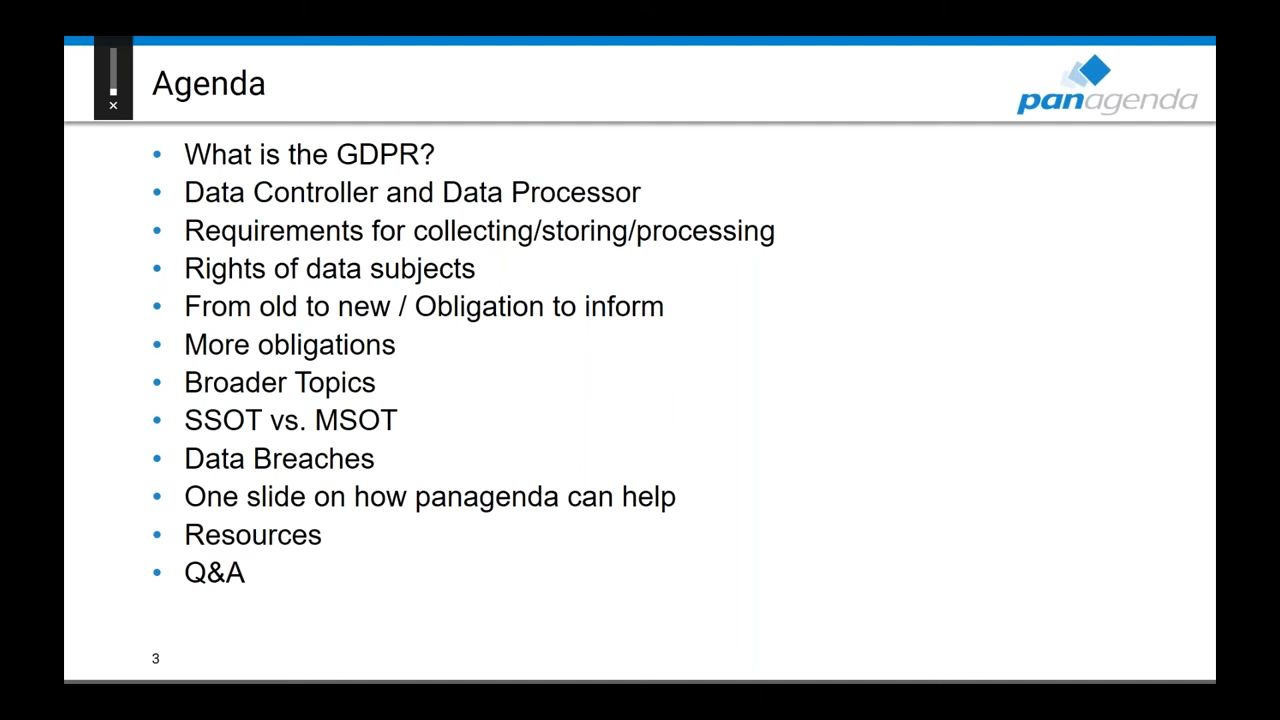 Agenda
panagenda
What is the GDPR?
Data Controller and Data Processor
Requirements for collecting/storing/processing
Rights of data subjects
From old to new / Obligation to inform
More obligations
Broader Topics
SSOT vs. MSOT
Data Breaches
One slide on how panagenda can help
Resources
Q&A
3